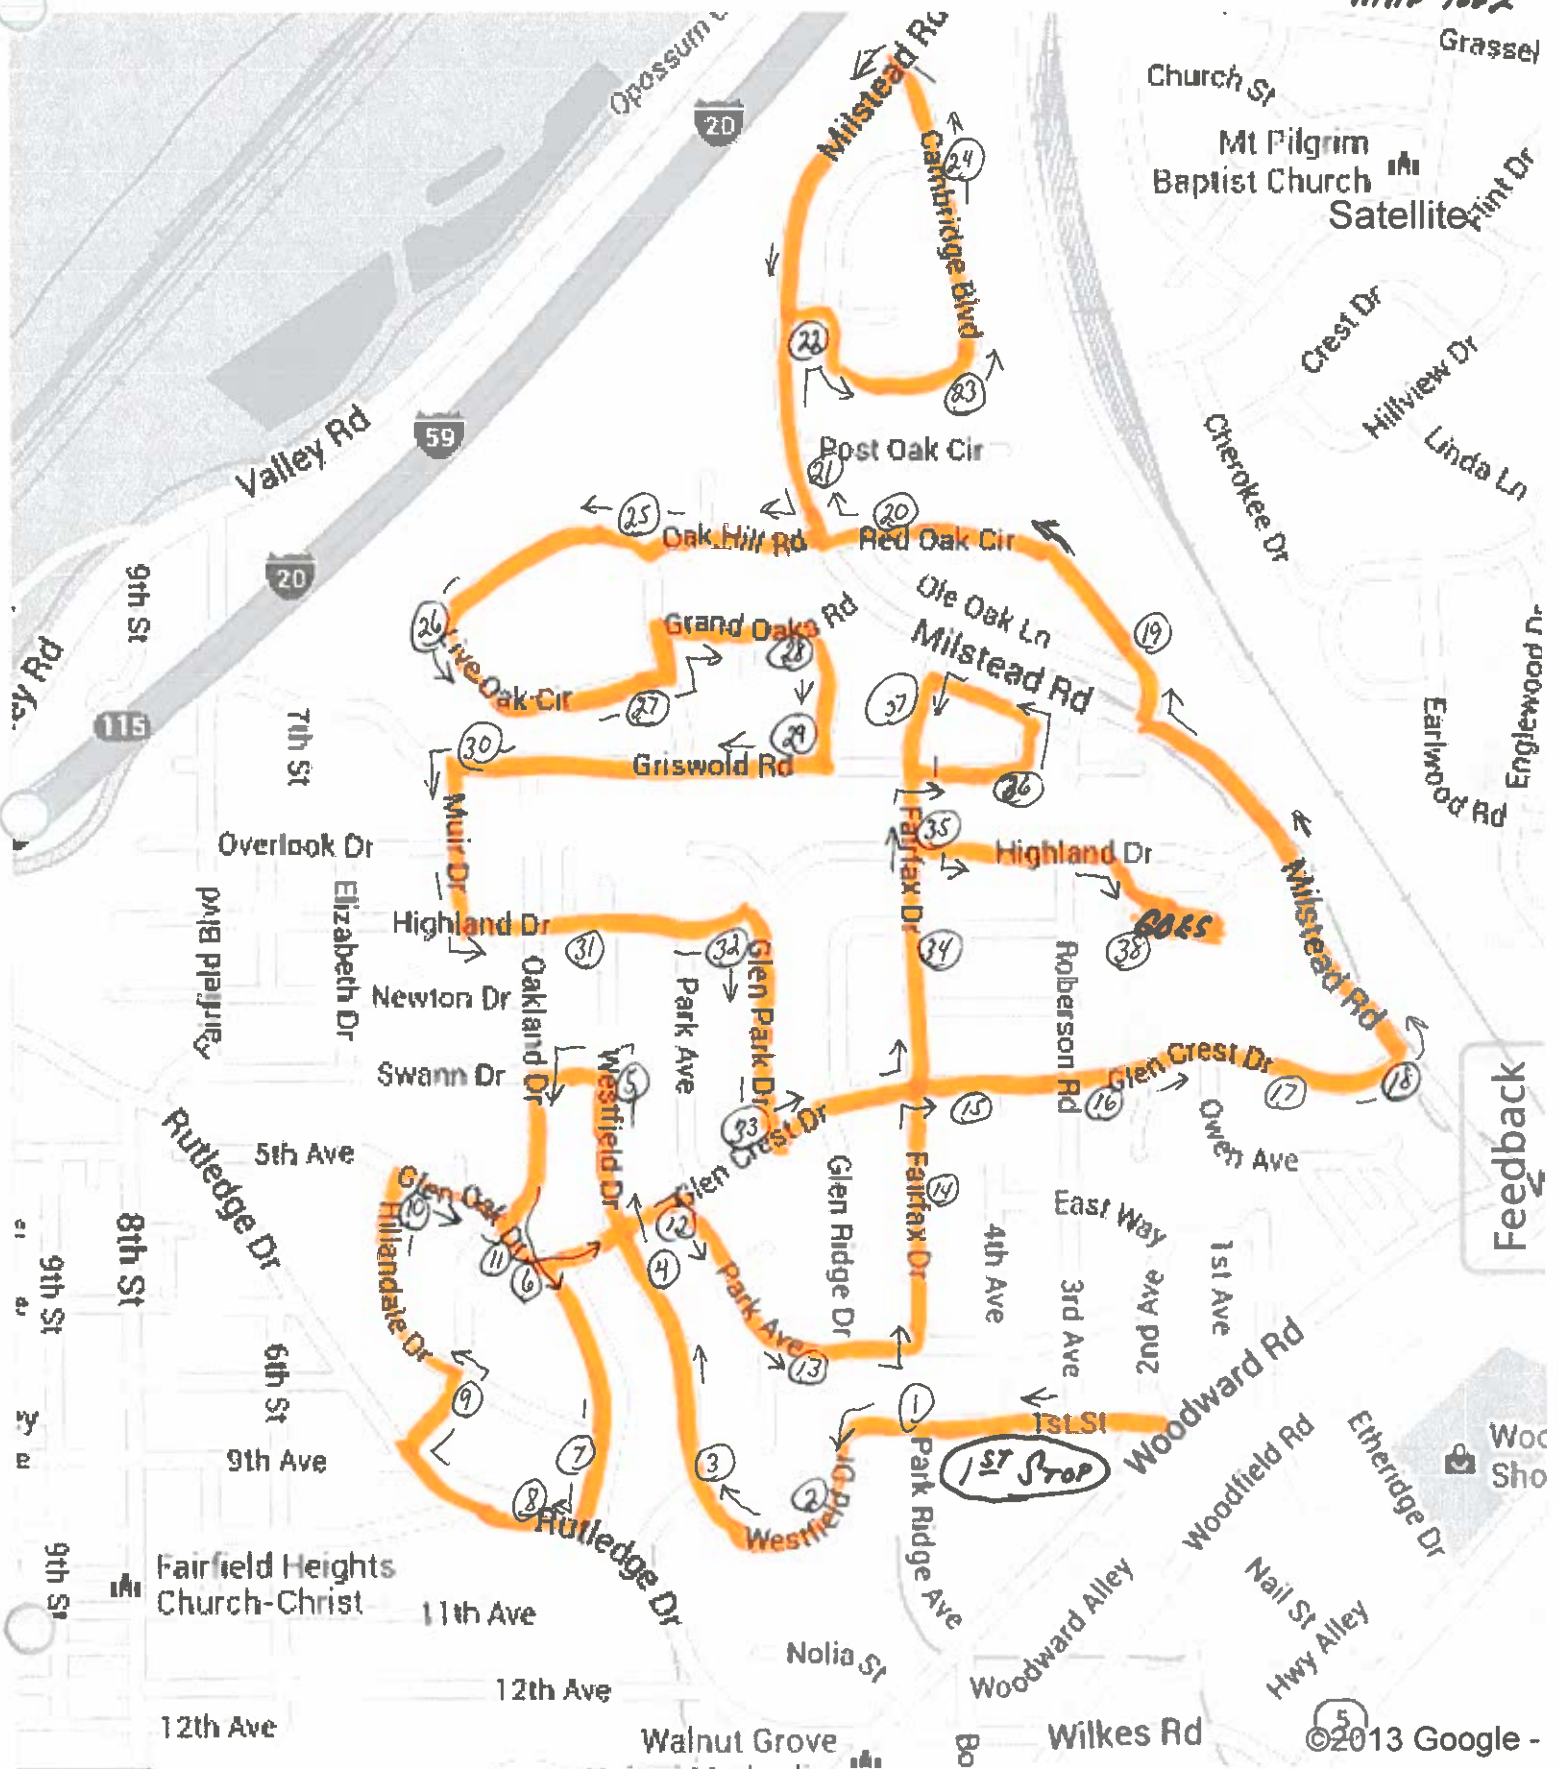 Grassel
Opossum
Milstead Rd
Church St
20
Mt Pilgrim
Baptist Church
24
Cambridge Blvd
Flint Dr
Satellite
Crest Dr
22
Hillview Dr
23
59
Valley Rd
Post Oak Cir
21
Cherokee Dr
Linda Ln
25
20
Oak Hill Rd
Red Oak Cir
20
9th St
Ole Oak Ln
26
Grand Oaks Rd
19
Milstead Rd
28
Live Oak Cir
27
37
Englewood Dr
115
7th St
30
29
Earlwood Rd
Griswold Rd
36
Muir Dr
Fairfax Dr
35
Overlook Dr
Highland Dr
Milstead Rd
Fairfield Blvd
Elizabeth Dr
Highland Dr
31
32
34
38
GOES
Glen Park Dr
Oakland Dr
Newton Dr
Park Ave
Roberson Rd
Swann Dr
Westfield Dr
5
Glen Crest Dr
15
16
17
18
33
Feedback
Rutledge Dr
5th Ave
Glen Crest Dr
Owen Ave
Glen Oak Dr
10
Hillandale Dr
Glen Ridge Dr
Fairfax Dr
14
12
East Way
8th St
9th St
11
6
4
4th Ave
3rd Ave
2nd Ave
1st Ave
Park Ave
13
6th St
9
1
1st St
Woodward Rd
9th Ave
7
3
1ST STOP
Park Ridge Ave
Woodfield Rd
Etheridge Dr
Woo
Sho
8
2
Westfield Dr
Rutledge Dr
9th St
Fairfield Heights
Church-Christ
11th Ave
Nail St
Woodward Alley
Hwy Alley
Nolia St
12th Ave
12th Ave
Walnut Grove
Bo
Wilkes Rd
5
©2013 Google -